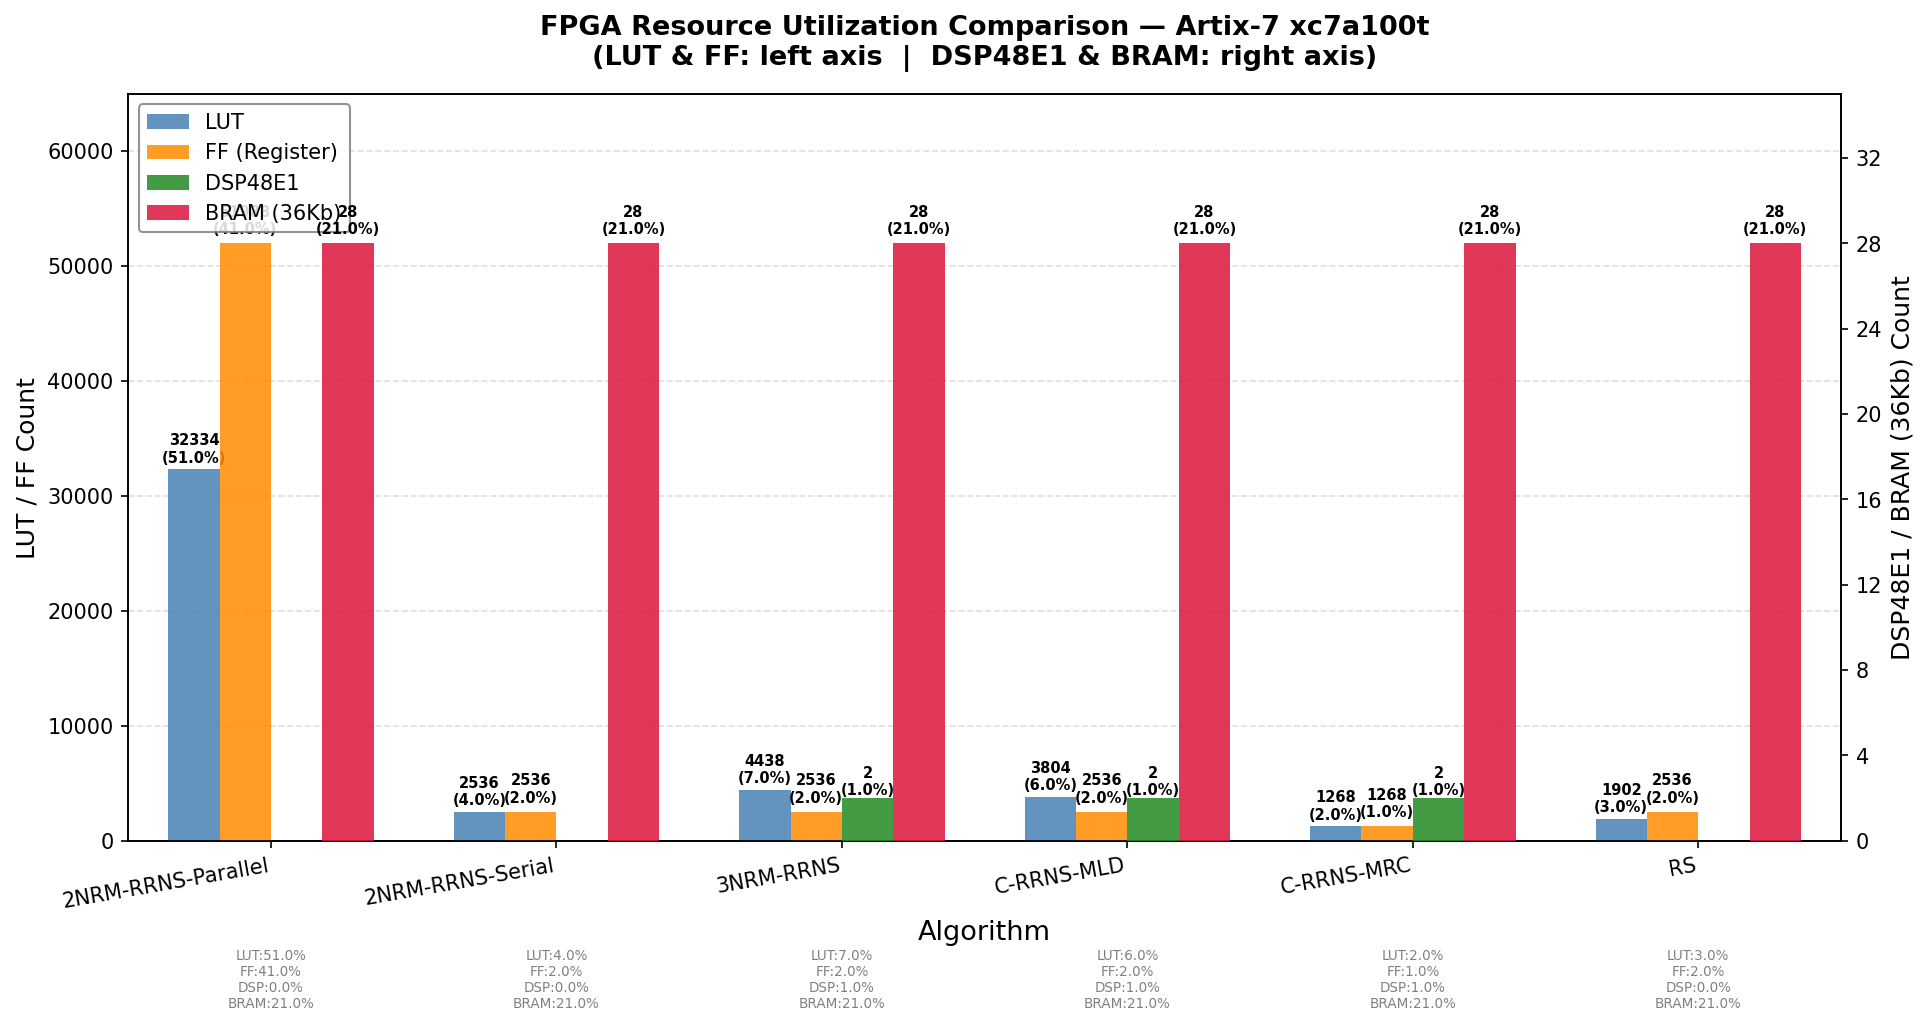 FPGA Resource Utilization Comparison — Artix-7 xc7a100t
(LUT & FF: left axis | DSP48E1 & BRAM: right axis)
LUT
FF (Register)
DSP48E1
BRAM (36Kb)
LUT / FF Count
60000
50000
40000
30000
20000
10000
0
DSP48E1 / BRAM (36Kb) Count
32
28
24
20
16
12
8
4
0
32334
(51.0%)
(41.0%)
28
(21.0%)
2536
(4.0%)
2536
(2.0%)
28
(21.0%)
4438
(7.0%)
2536
(2.0%)
2
(1.0%)
28
(21.0%)
3804
(6.0%)
2536
(2.0%)
2
(1.0%)
28
(21.0%)
1268
(2.0%)
1268
(1.0%)
2
(1.0%)
28
(21.0%)
1902
(3.0%)
2536
(2.0%)
28
(21.0%)
2NRM-RRNS-Parallel
2NRM-RRNS-Serial
3NRM-RRNS
C-RRNS-MLD
C-RRNS-MRC
RS
Algorithm
LUT:51.0%
FF:41.0%
DSP:0.0%
BRAM:21.0%
LUT:4.0%
FF:2.0%
DSP:0.0%
BRAM:21.0%
LUT:7.0%
FF:2.0%
DSP:1.0%
BRAM:21.0%
LUT:6.0%
FF:2.0%
DSP:1.0%
BRAM:21.0%
LUT:2.0%
FF:1.0%
DSP:1.0%
BRAM:21.0%
LUT:3.0%
FF:2.0%
DSP:0.0%
BRAM:21.0%